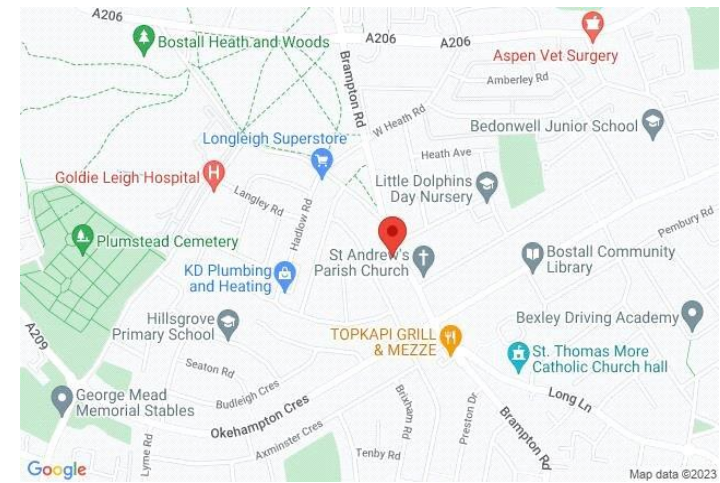 A206
Bostall Heath and Woods
A206
A206
Aspen Vet Surgery
Brampton Rd
Amberley Rd
W Heath Rd
Bedonwell Junior School
Longleigh Superstore
Heath Ave
Goldie Leigh Hospital
Langley Rd
Little Dolphins
Day Nursery
Hadlow Rd
Pembury Rd
Plumstead Cemetery
St Andrew's
Parish Church
Bostall Community
Library
KD Plumbing
and Heating
Hillsgrove
Primary School
Bexley Driving Academy
A209
TOPKAPI GRILL
& MEZZE
St. Thomas More
Catholic Church hall
Seaton Rd
George Mead
Memorial Stables
Budleigh Cres
Okehampton Cres
Brixham Rd
Preston Dr
Long Ln
Brampton Rd
Lyme Rd
Axminster Cres
Tenby Rd
Google
Map data ©2023